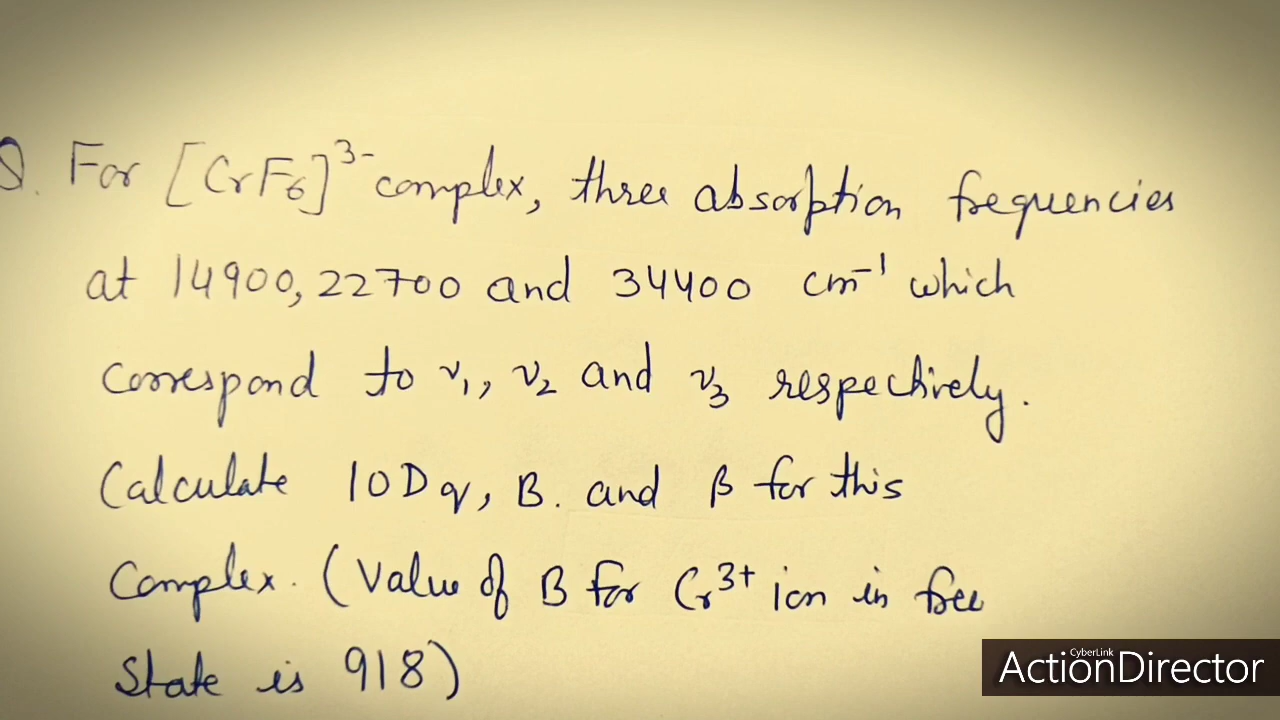 Q. For [CrF6]3- complex, three absorption frequencies
at 14900, 22700 and 34400 cm-1 which
correspond to ν1, ν2 and ν3 respectively.
Calculate 10Dq, B. and β for this
Complex. (Value of B for Cr3+ ion in free
State is 918)
CyberLink
ActionDirector